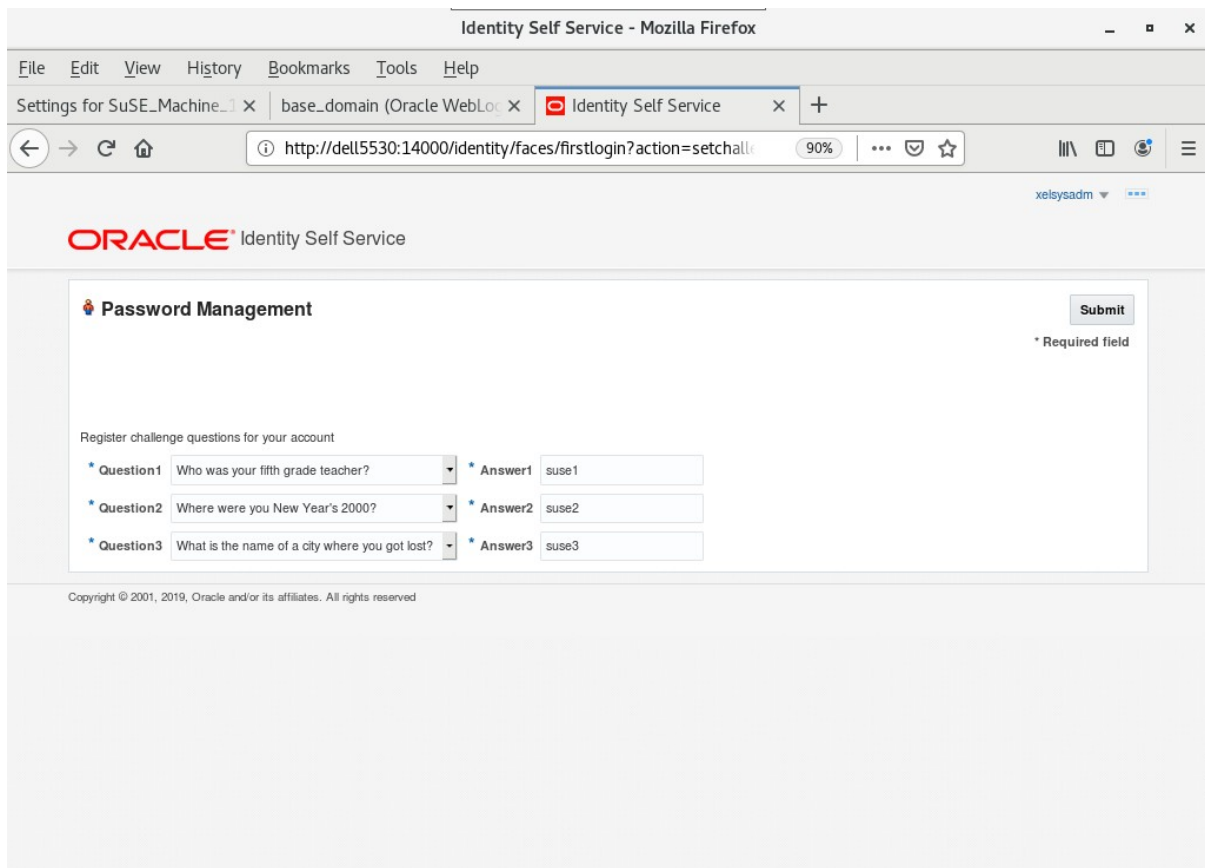 Identity Self Service - Mozilla Firefox
File Edit View History Bookmarks Tools Help
Settings for SuSE_Machine_1
base_domain (Oracle WebLog
Identity Self Service
http://dell5530:14000/identity/faces/firstlogin?action=setchalle 90%
xelsysadm
ORACLE® Identity Self Service
Password Management
Submit
* Required field
Register challenge questions for your account
* Question1 Who was your fifth grade teacher? * Answer1 suse1
* Question2 Where were you New Year's 2000? * Answer2 suse2
* Question3 What is the name of a city where you got lost? * Answer3 suse3
Copyright © 2001, 2019, Oracle and/or its affiliates. All rights reserved